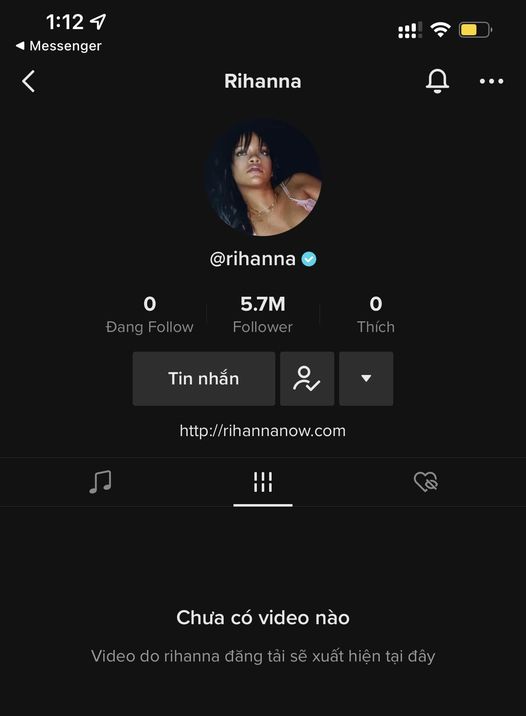 1:12
◀ Messenger
Rihanna
@rihanna
0 5.7M 0
Đang Follow Follower Thích
Tin nhắn
http://rihannanow.com
Chưa có video nào
Video do rihanna đăng tải sẽ xuất hiện tại đây